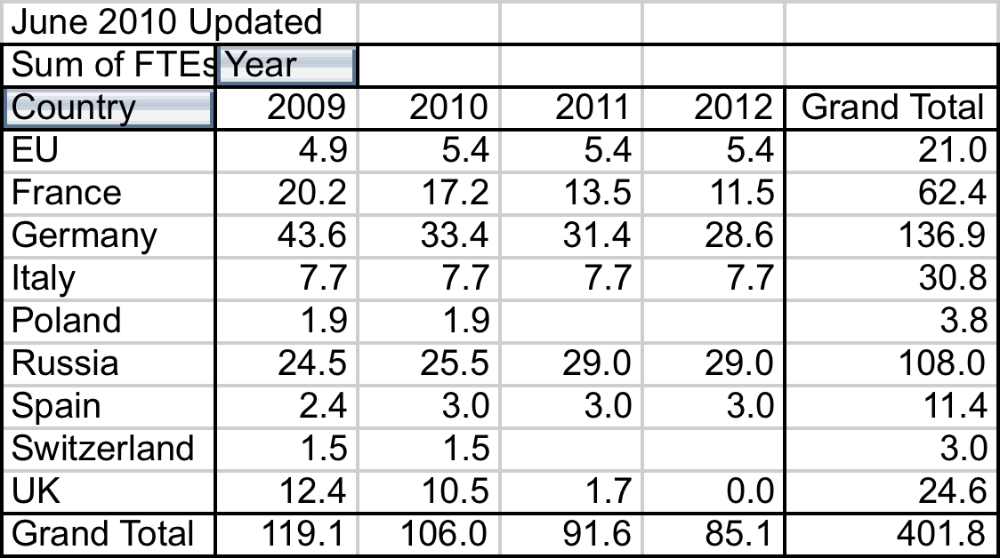 June 2010 Updated
Sum of FTEs Year
Country 2009 2010 2011 2012 Grand Total
EU 4.9 5.4 5.4 5.4 21.0
France 20.2 17.2 13.5 11.5 62.4
Germany 43.6 33.4 31.4 28.6 136.9
Italy 7.7 7.7 7.7 7.7 30.8
Poland 1.9 1.9 3.8
Russia 24.5 25.5 29.0 29.0 108.0
Spain 2.4 3.0 3.0 3.0 11.4
Switzerland 1.5 1.5 3.0
UK 12.4 10.5 1.7 0.0 24.6
Grand Total 119.1 106.0 91.6 85.1 401.8